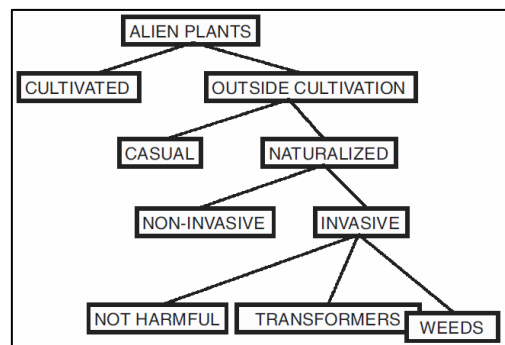 ALIEN PLANTS
CULTIVATED
OUTSIDE CULTIVATION
CASUAL
NATURALIZED
NON-INVASIVE
INVASIVE
NOT HARMFUL
TRANSFORMERS
WEEDS